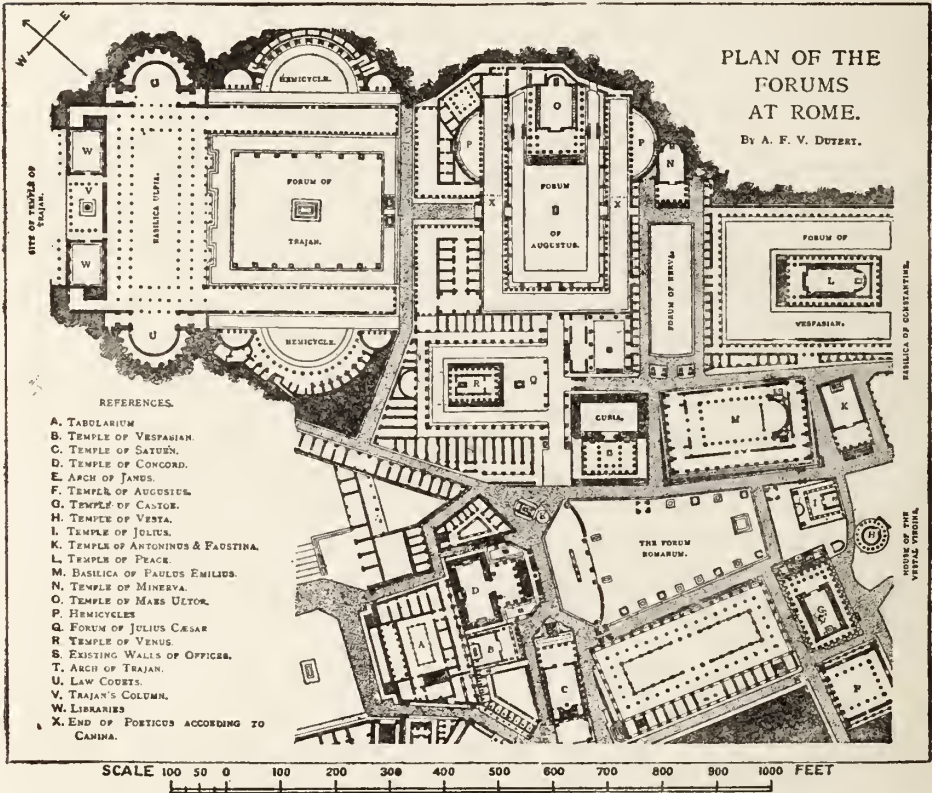 W E
PLAN OF THE
FORUMS
AT ROME.
BY A. F. V. DUTERT.
HEMICYCLE.
U
W
V
W
U
SITE OF TEMPLE OF
TRAJAN.
BASILICA ULPIA.
FORUM OF
TRAJAN.
HEMICYCLE.
P
O
P
N
X
X
FORUM
OF
AUGUSTUS.
FORUM OF NERVA.
FORUM OF
L
VESPASIAN.
BASILICA OF CONSTANTINE.
R
Q
CURIA.
M
K
THE FORUM
ROMANUM.
I
H
HOUSE OF THE
VESTAL VIRGINS.
E
D
A
B
C
G
F
REFERENCES.
A. TABULARIUM
B. TEMPLE OF VESPASIAN.
C. TEMPLE OF SATURN.
D. TEMPLE OF CONCORD.
E. ARCH OF JANUS.
F. TEMPLE OF AUGUSTUS.
G. TEMPLE OF CASTOR.
H. TEMPLE OF VESTA.
I. TEMPLE OF JULIUS.
K. TEMPLE OF ANTONINUS & FAUSTINA.
L. TEMPLE OF PEACE.
M. BASILICA OF PAULUS EMILIUS.
N. TEMPLE OF MINERVA.
O. TEMPLE OF MARS ULTOR.
P. HEMICYCLES
Q. FORUM OF JULIUS CÆSAR
R. TEMPLE OF VENUS.
S. EXISTING WALLS OF OFFICES.
T. ARCH OF TRAJAN.
U. LAW COURTS.
V. TRAJAN'S COLUMN.
W. LIBRARIES
X. END OF PORTICUS ACCORDING TO
CANINA.
SCALE 100 50 0 100 200 300 400 500 600 700 800 900 1000 FEET